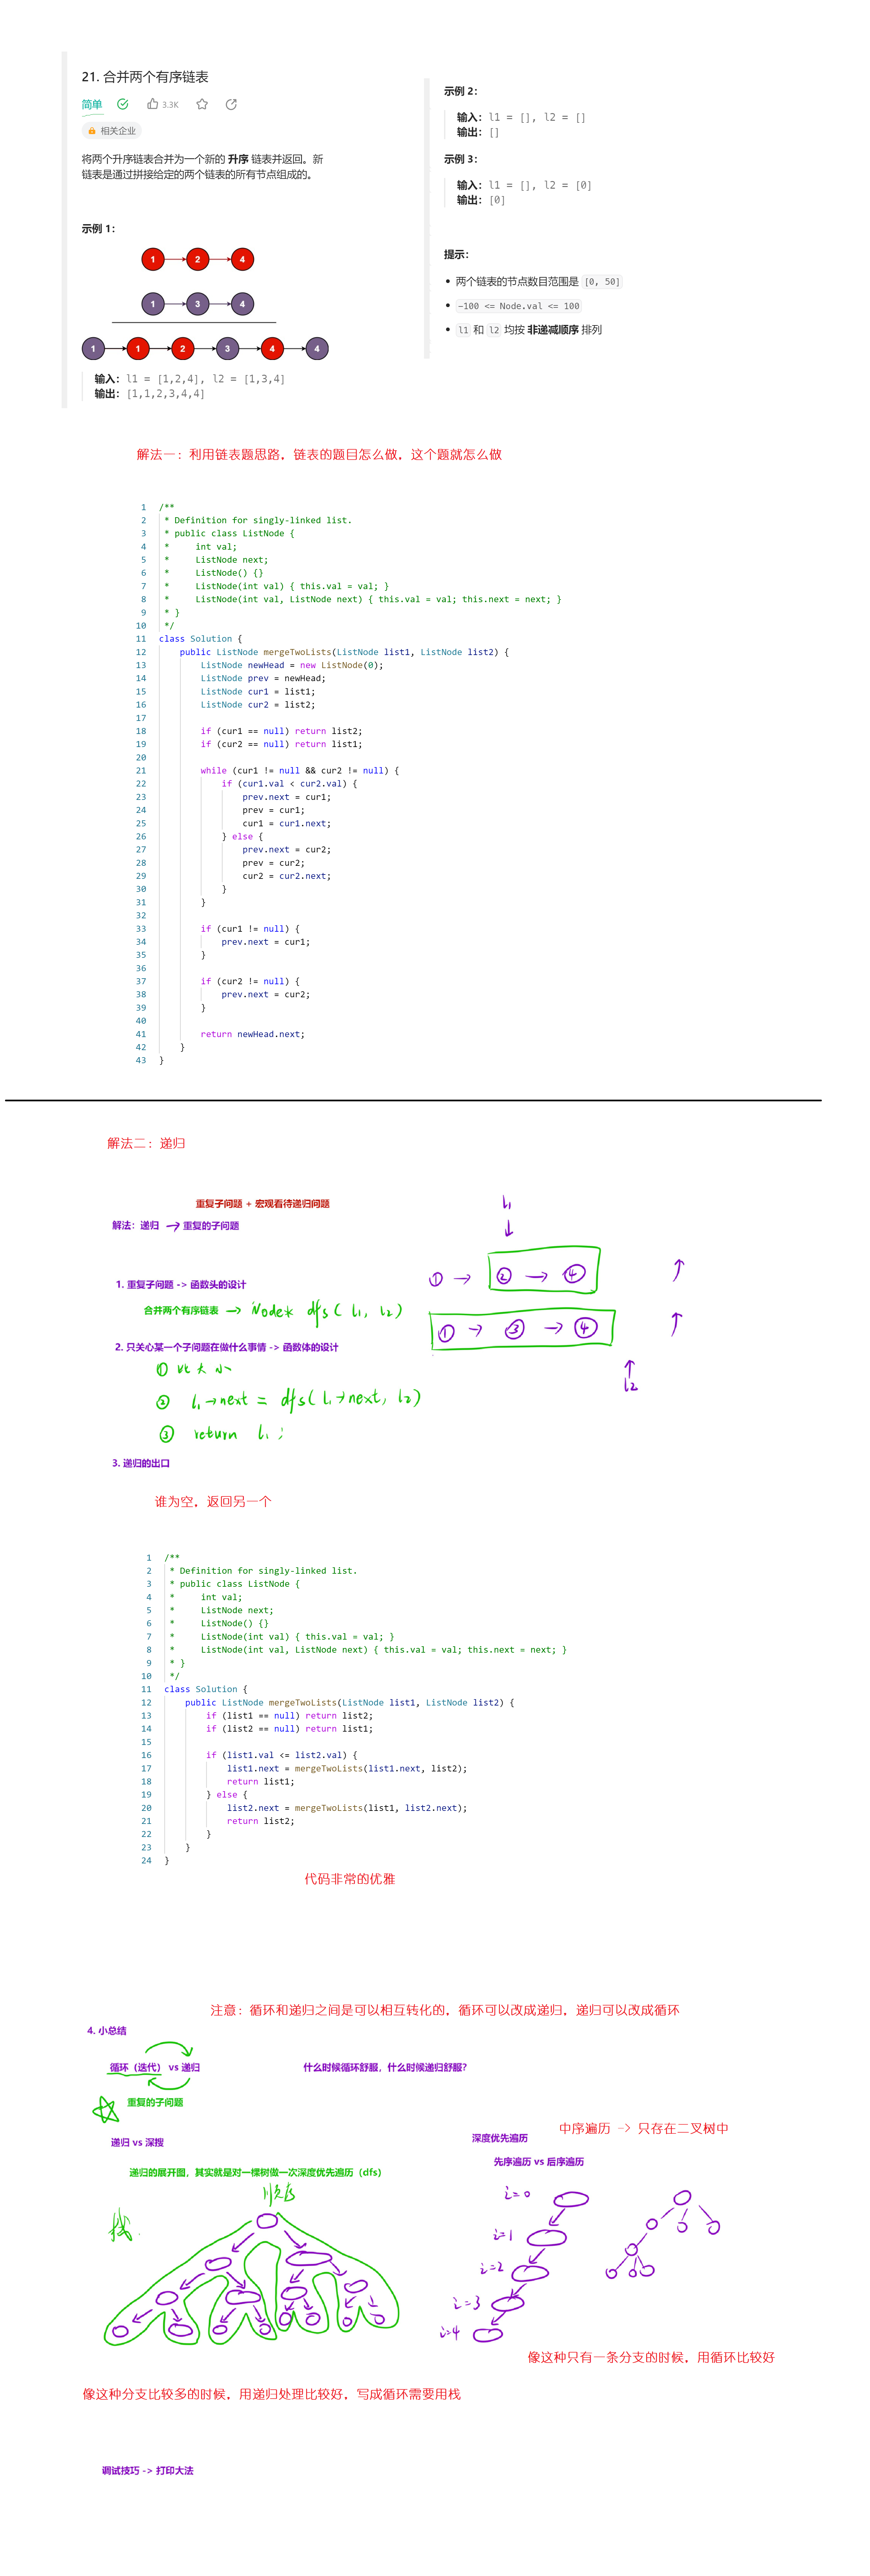 21. 合并两个有序链表
简单 3.3K
相关企业
将两个升序链表合并为一个新的 升序 链表并返回。新
链表是通过拼接给定的两个链表的所有节点组成的。
示例 1：
1 2 4
1 3 4
1 1 2 3 4 4
输入：l1 = [1,2,4], l2 = [1,3,4]
输出：[1,1,2,3,4,4]
示例 2：
输入：l1 = [], l2 = []
输出：[]
示例 3：
输入：l1 = [], l2 = [0]
输出：[0]
提示：
• 两个链表的节点数目范围是 [0, 50]
• -100 <= Node.val <= 100
• l1 和 l2 均按 非递减顺序 排列
解法一：利用链表题思路，链表的题目怎么做，这个题就怎么做
1 /**
2 * Definition for singly-linked list.
3 * public class ListNode {
4 * int val;
5 * ListNode next;
6 * ListNode() {}
7 * ListNode(int val) { this.val = val; }
8 * ListNode(int val, ListNode next) { this.val = val; this.next = next; }
9 * }
10 */
11 class Solution {
12 public ListNode mergeTwoLists(ListNode list1, ListNode list2) {
13 ListNode newHead = new ListNode(0);
14 ListNode prev = newHead;
15 ListNode cur1 = list1;
16 ListNode cur2 = list2;
17
18 if (cur1 == null) return list2;
19 if (cur2 == null) return list1;
20
21 while (cur1 != null && cur2 != null) {
22 if (cur1.val < cur2.val) {
23 prev.next = cur1;
24 prev = cur1;
25 cur1 = cur1.next;
26 } else {
27 prev.next = cur2;
28 prev = cur2;
29 cur2 = cur2.next;
30 }
31 }
32
33 if (cur1 != null) {
34 prev.next = cur1;
35 }
36
37 if (cur2 != null) {
38 prev.next = cur2;
39 }
40
41 return newHead.next;
42 }
43 }
解法二：递归
重复子问题 + 宏观看待递归问题
解法：递归 → 重复的子问题
1. 重复子问题 -> 函数头的设计
合并两个有序链表 → Node* dfs( l1, l2 )
2. 只关心某一个子问题在做什么事情 -> 函数体的设计
① 比大小
② l1→next = dfs( l1→next, l2 )
③ return l1;
3. 递归的出口
谁为空，返回另一个
l1
① → ② → ④
① → ③ → ④
l2
1 /**
2 * Definition for singly-linked list.
3 * public class ListNode {
4 * int val;
5 * ListNode next;
6 * ListNode() {}
7 * ListNode(int val) { this.val = val; }
8 * ListNode(int val, ListNode next) { this.val = val; this.next = next; }
9 * }
10 */
11 class Solution {
12 public ListNode mergeTwoLists(ListNode list1, ListNode list2) {
13 if (list1 == null) return list2;
14 if (list2 == null) return list1;
15
16 if (list1.val <= list2.val) {
17 list1.next = mergeTwoLists(list1.next, list2);
18 return list1;
19 } else {
20 list2.next = mergeTwoLists(list1, list2.next);
21 return list2;
22 }
23 }
24 }
代码非常的优雅
注意：循环和递归之间是可以相互转化的，循环可以改成递归，递归可以改成循环
4. 小总结
循环（迭代） vs 递归
什么时候循环舒服，什么时候递归舒服？
重复的子问题
递归 vs 深搜
递归的展开图，其实就是对一棵树做一次深度优先遍历（dfs）
顺序
栈.
中序遍历 -> 只存在二叉树中
深度优先遍历
先序遍历 vs 后序遍历
i=0
i=1
i=2
i=3
i=4
像这种只有一条分支的时候，用循环比较好
像这种分支比较多的时候，用递归处理比较好，写成循环需要用栈
调试技巧 -> 打印大法